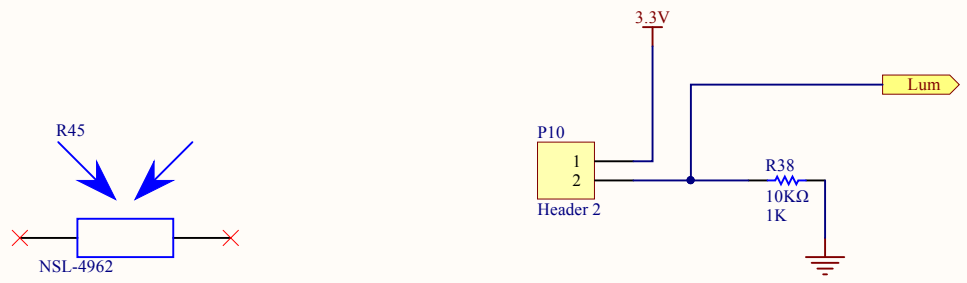 3.3V
Lum
R45
P10
1
2
Header 2
R38
10KΩ
1K
NSL-4962